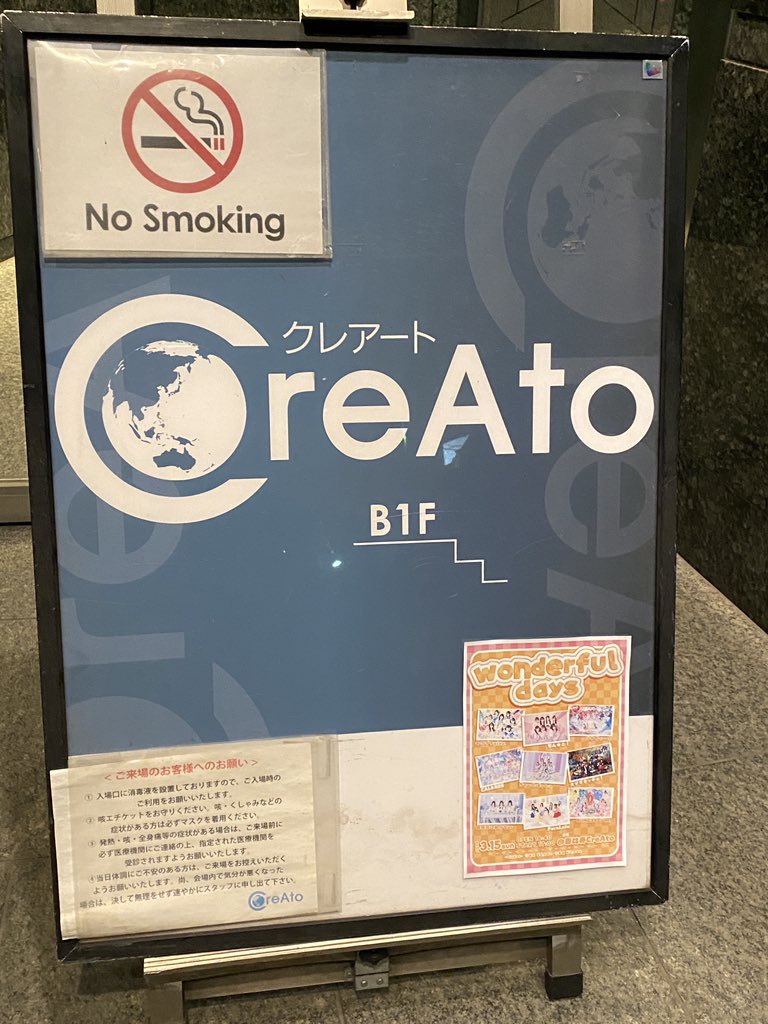 No Smoking
クレアート
CreAto
B1F
wonderful
days
3.15 sun
CreAto
＜ご来場のお客様へのお願い＞
① 入場口に消毒液を設置しておりますので、ご入場時の
ご利用をお願いいたします。
② 咳エチケットをお守りください。咳・くしゃみなどの
症状がある方は必ずマスクを着用ください。
③ 発熱・咳・全身痛等の症状がある場合は、ご来場前に
必ず医療機関にご連絡の上、指定された医療機関を
受診されますようお願いいたします。
④当日体調にご不安のある方は、ご来場をお控えいただく
ようお願いいたします。尚、会場内で気分が悪くなった
場合は、決して無理をせず速やかにスタッフに申し出て下さい。
CreAto